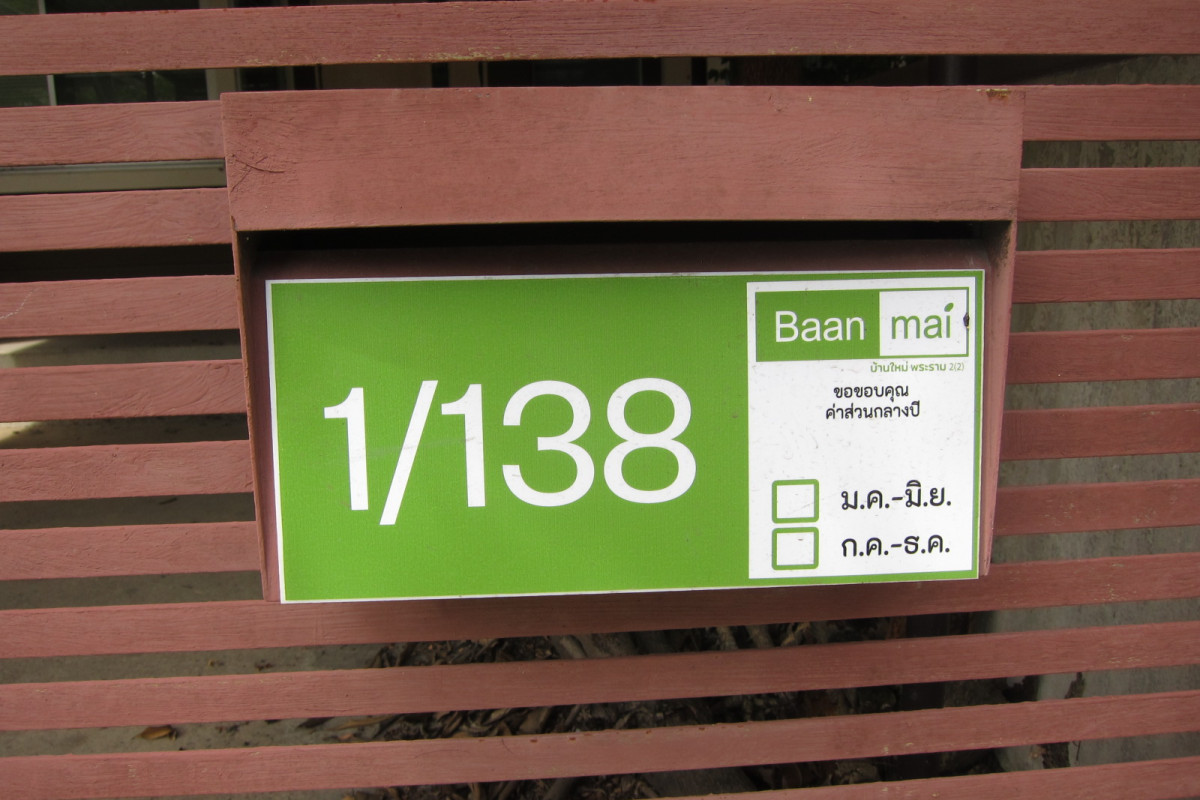 1/138
Baan mai
บ้านใหม่ พระราม 2(2)
ขอขอบคุณ
ค่าส่วนกลางปี
ม.ค.-มิ.ย.
ก.ค.-ธ.ค.